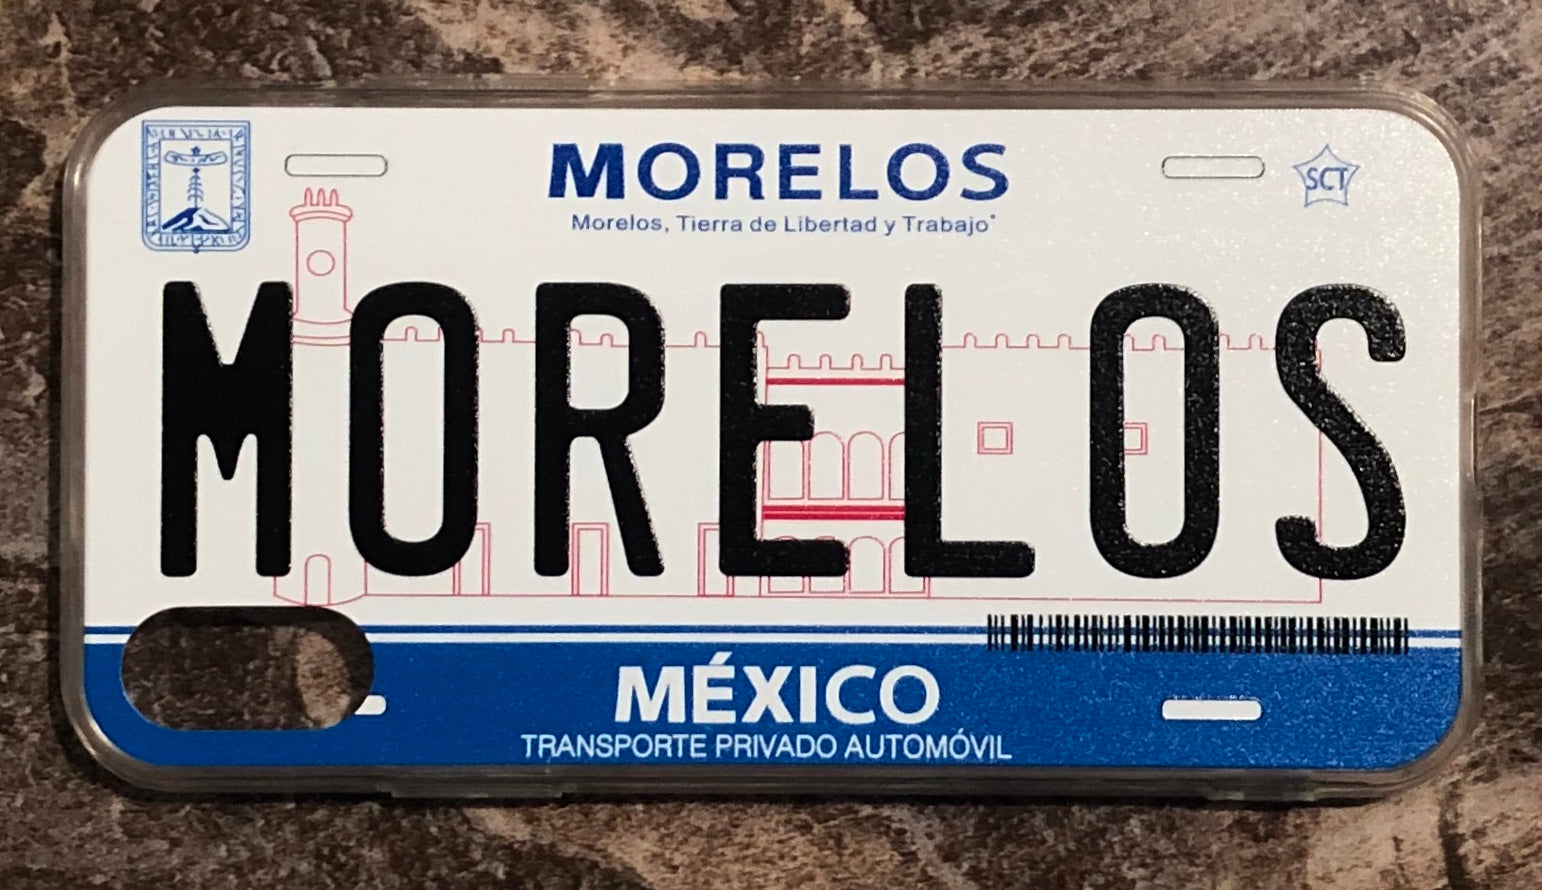 MORELOS
SCT
Morelos, Tierra de Libertad y Trabajo
MORELOS
MÉXICO
TRANSPORTE PRIVADO AUTOMÓVIL